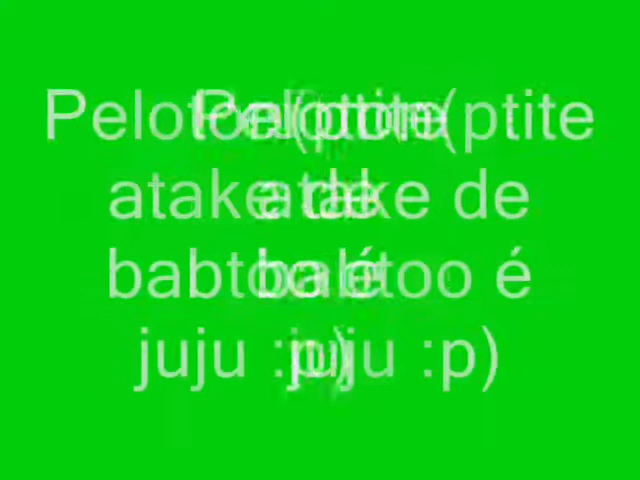 Peloton(ptite
atake de
babtoo é
juju :p)